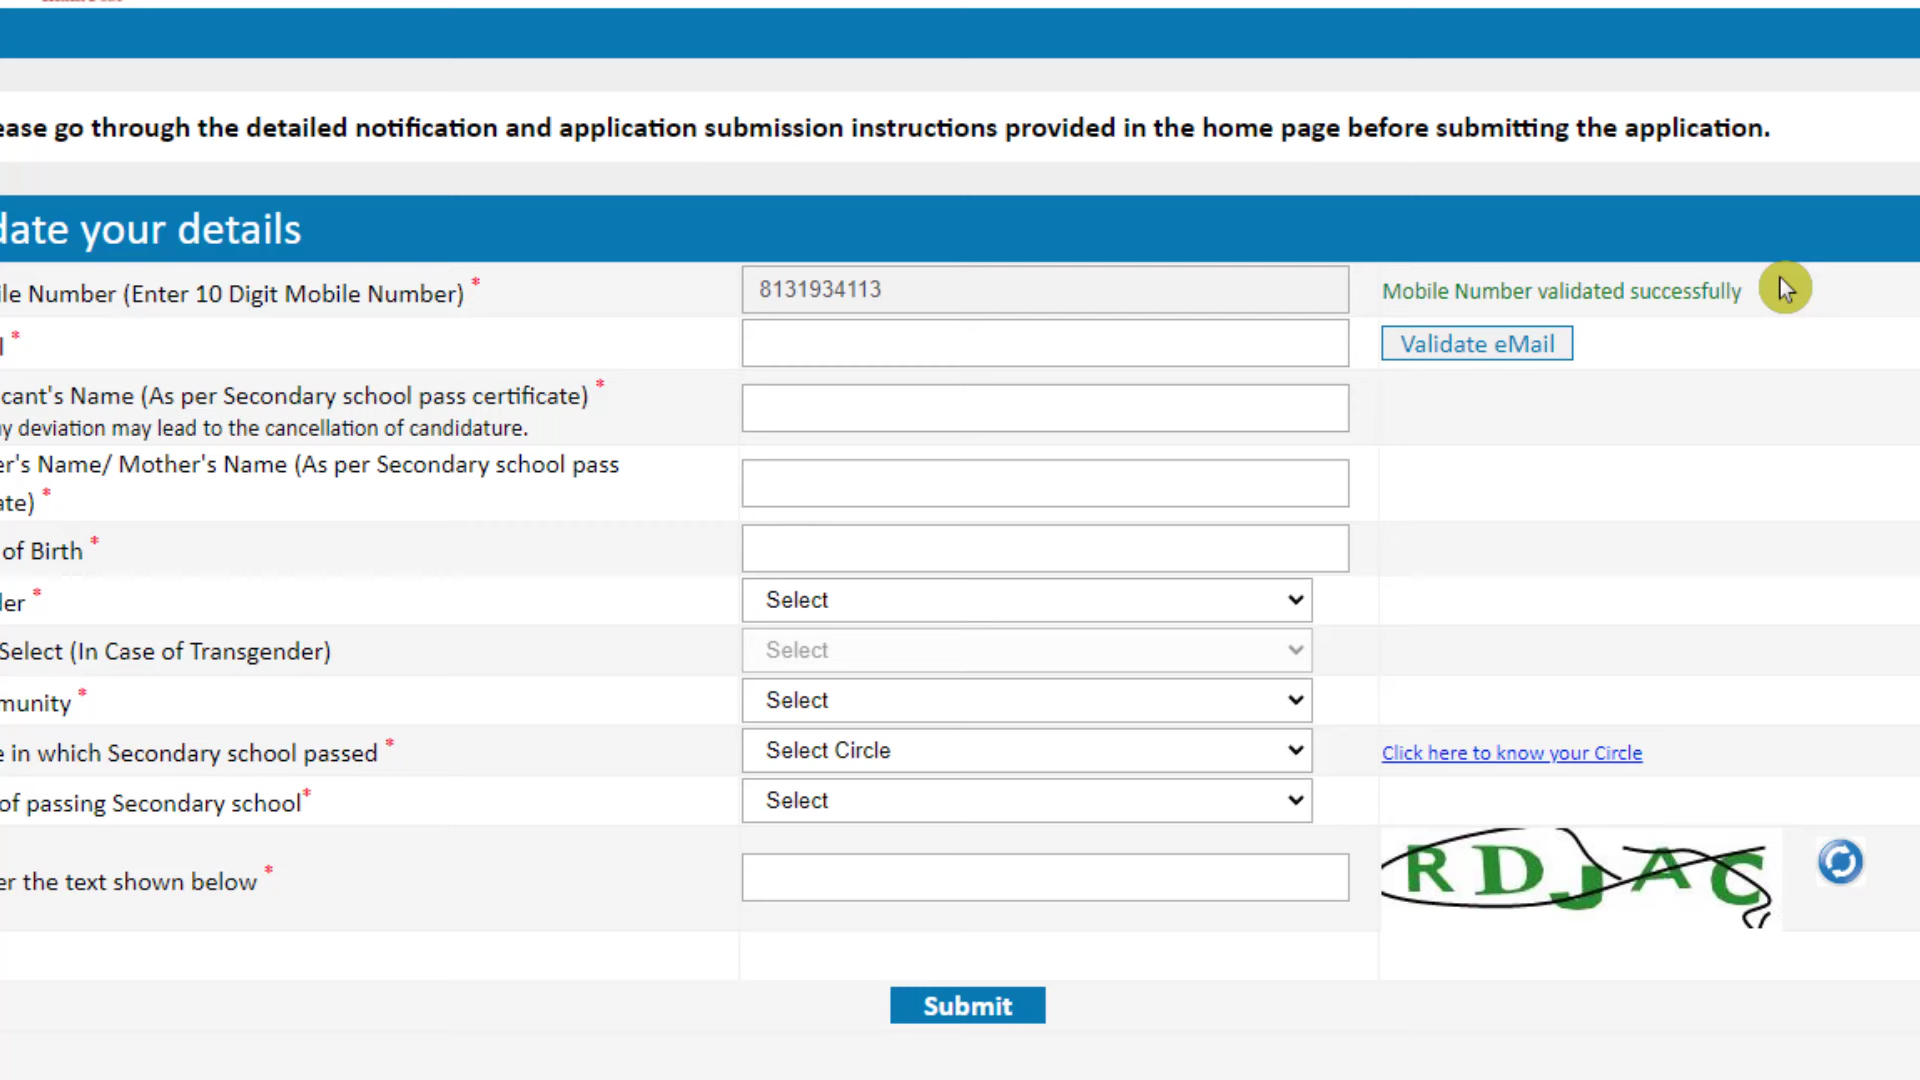 ease go through the detailed notification and application submission instructions provided in the home page before submitting the application.
date your details
ile Number (Enter 10 Digit Mobile Number) *
8131934113
Mobile Number validated successfully
l *
Validate eMail
cant's Name (As per Secondary school pass certificate) *
y deviation may lead to the cancellation of candidature.
er's Name/ Mother's Name (As per Secondary school pass
ate) *
of Birth *
der *
Select
Select (In Case of Transgender)
Select
munity *
Select
e in which Secondary school passed *
Select Circle
Click here to know your Circle
of passing Secondary school*
Select
er the text shown below *
RDJAC
Submit